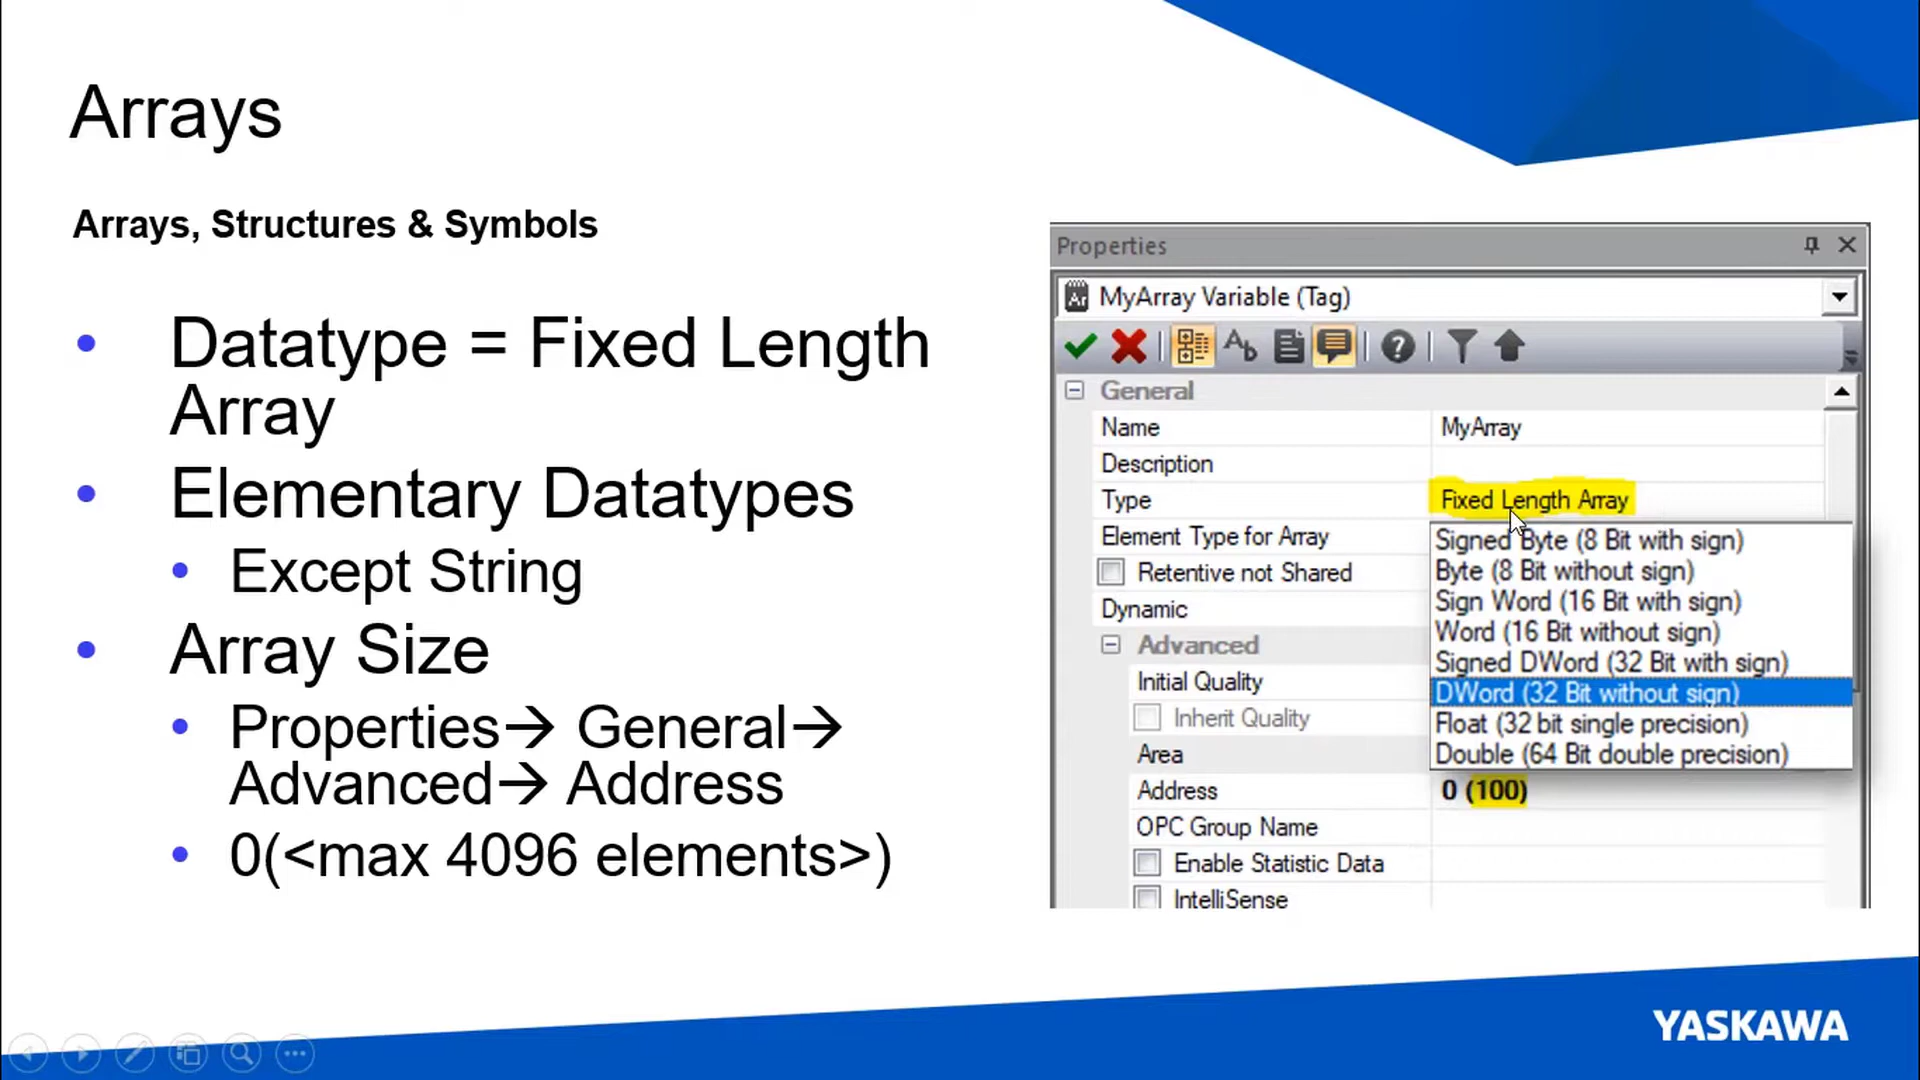 Arrays
Arrays, Structures & Symbols
• Datatype = Fixed Length
Array
• Elementary Datatypes
• Except String
• Array Size
• Properties→ General→
Advanced→ Address
• 0(<max 4096 elements>)
Properties
MyArray Variable (Tag)
General
Name MyArray
Description
Type Fixed Length Array
Element Type for Array
Signed Byte (8 Bit with sign)
Byte (8 Bit without sign)
Sign Word (16 Bit with sign)
Word (16 Bit without sign)
Signed DWord (32 Bit with sign)
DWord (32 Bit without sign)
Float (32 bit single precision)
Double (64 Bit double precision)
Retentive not Shared
Dynamic
Advanced
Initial Quality
Inherit Quality
Area
Address 0 (100)
OPC Group Name
Enable Statistic Data
IntelliSense
YASKAWA